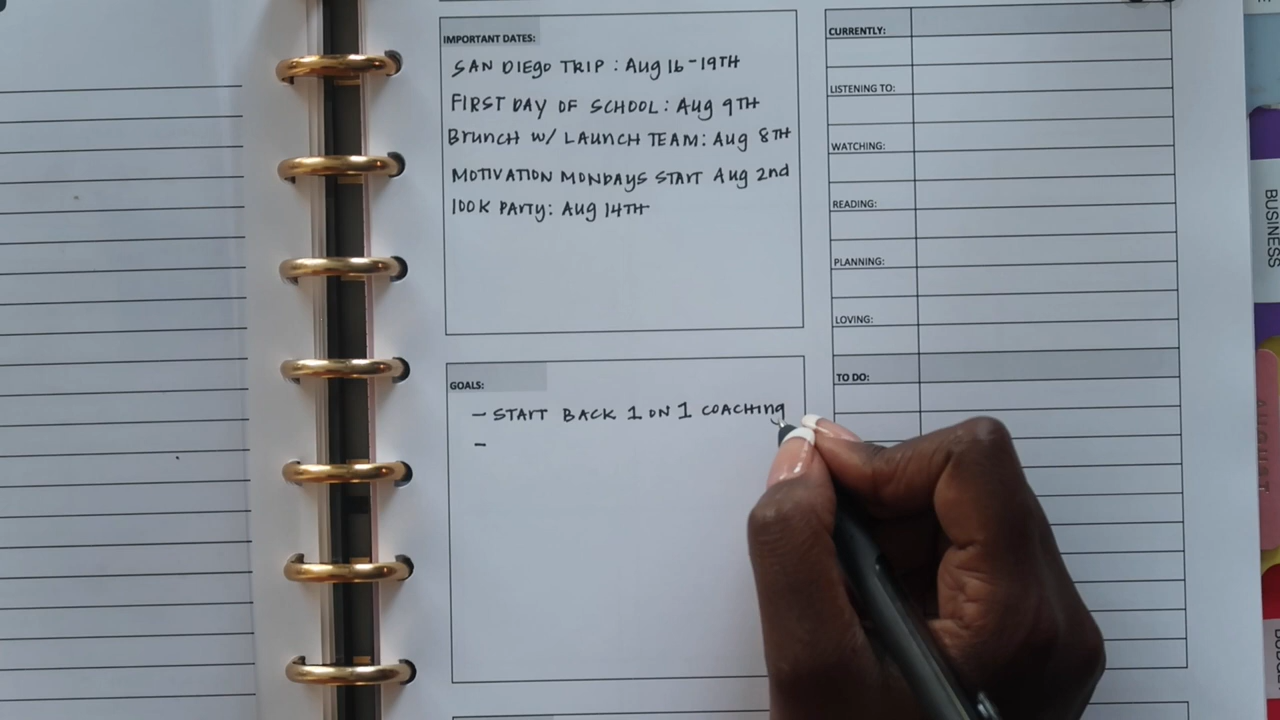 IMPORTANT DATES:
SAN DIEgO TRIP : Aug 16-19TH
FIRST DAY OF SCHOOL: Aug 9TH
Brunch w/ LAUNCH TEAM: Aug 8TH
MOTIVATION MONDAYS START Aug 2nd
100K PARTy: Aug 14TH
GOALS:
- START BACK 1 ON 1 COACHIng
-
CURRENTLY:
LISTENING TO:
WATCHING:
READING:
PLANNING:
LOVING:
TO DO:
BUSINESS
AUGUST
BUDGET